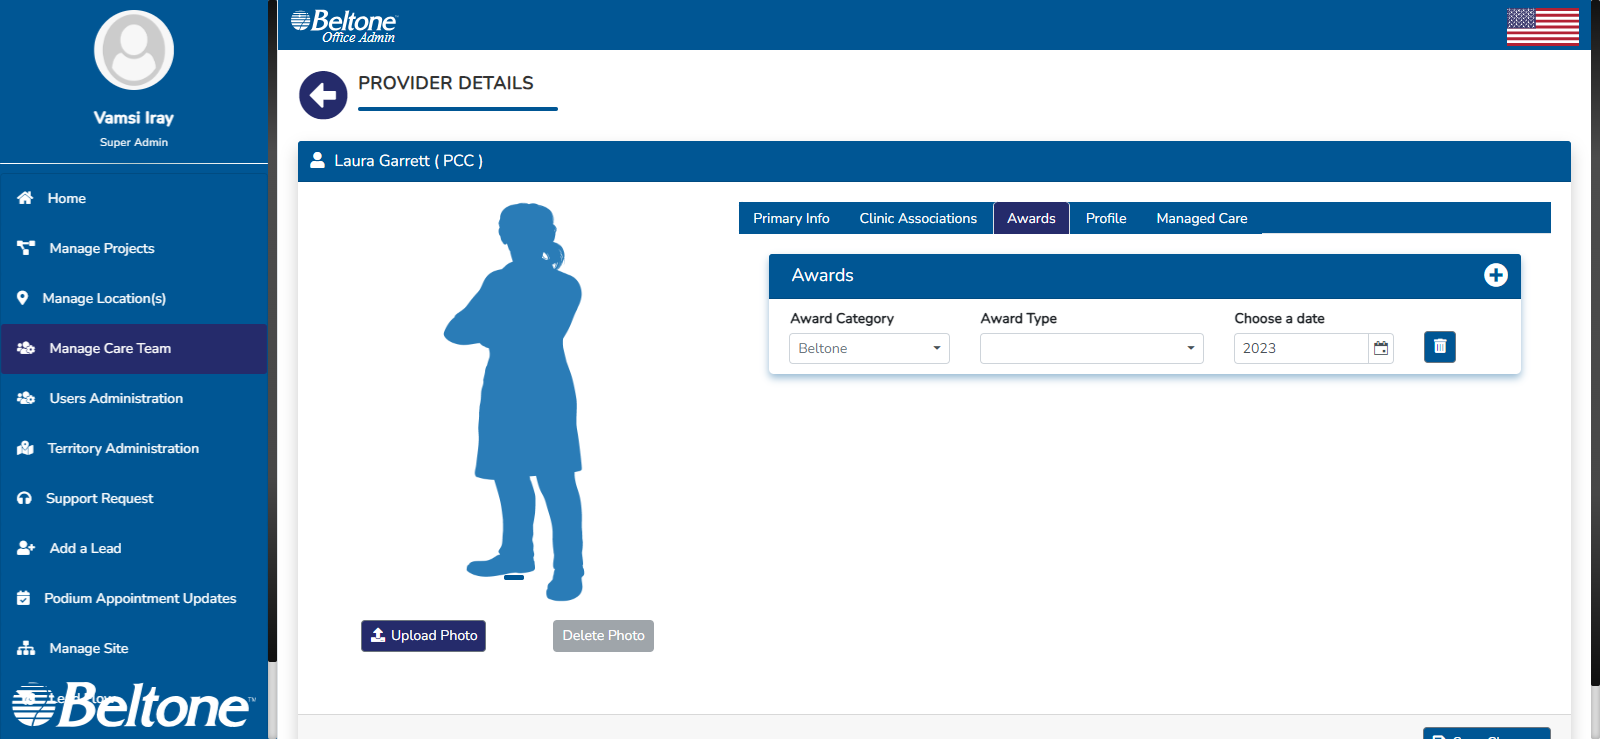 Beltone
Office Admin
Vamsi Iray
Super Admin
Home
Manage Projects
Manage Location(s)
Manage Care Team
Users Administration
Territory Administration
Support Request
Add a Lead
Podium Appointment Updates
Manage Site
Beltone™
PROVIDER DETAILS
Laura Garrett ( PCC )
Primary Info Clinic Associations Awards Profile Managed Care
Awards
Award Category Award Type Choose a date
Beltone 2023
Upload Photo Delete Photo